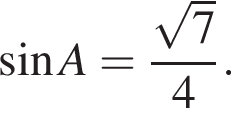 sin A = √7/4.